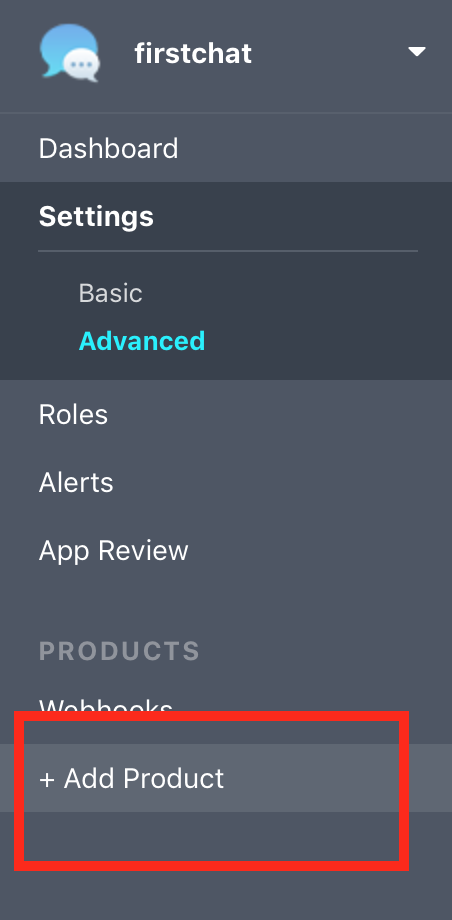 firstchat
Dashboard
Settings
Basic
Advanced
Roles
Alerts
App Review
PRODUCTS
Webhooks
+ Add Product